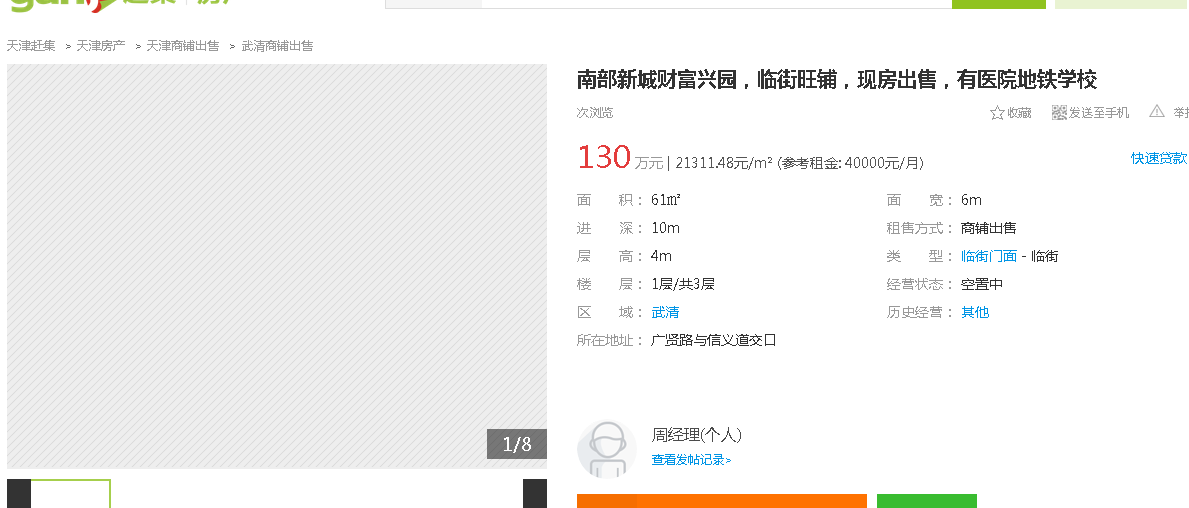 天津赶集 > 天津房产 > 天津商铺出售 > 武清商铺出售
南部新城财富兴园，临街旺铺，现房出售，有医院地铁学校
次浏览
收藏 发送至手机
130 万元 | 21311.48元/m² (参考租金: 40000元/月)
快速贷款
面 积： 61㎡
面 宽： 6m
进 深： 10m
租售方式： 商铺出售
层 高： 4m
类 型： 临街门面 - 临街
楼 层： 1层/共3层
经营状态： 空置中
区 域： 武清
历史经营： 其他
所在地址： 广贤路与信义道交口
1/8
周经理(个人)
查看发帖记录>